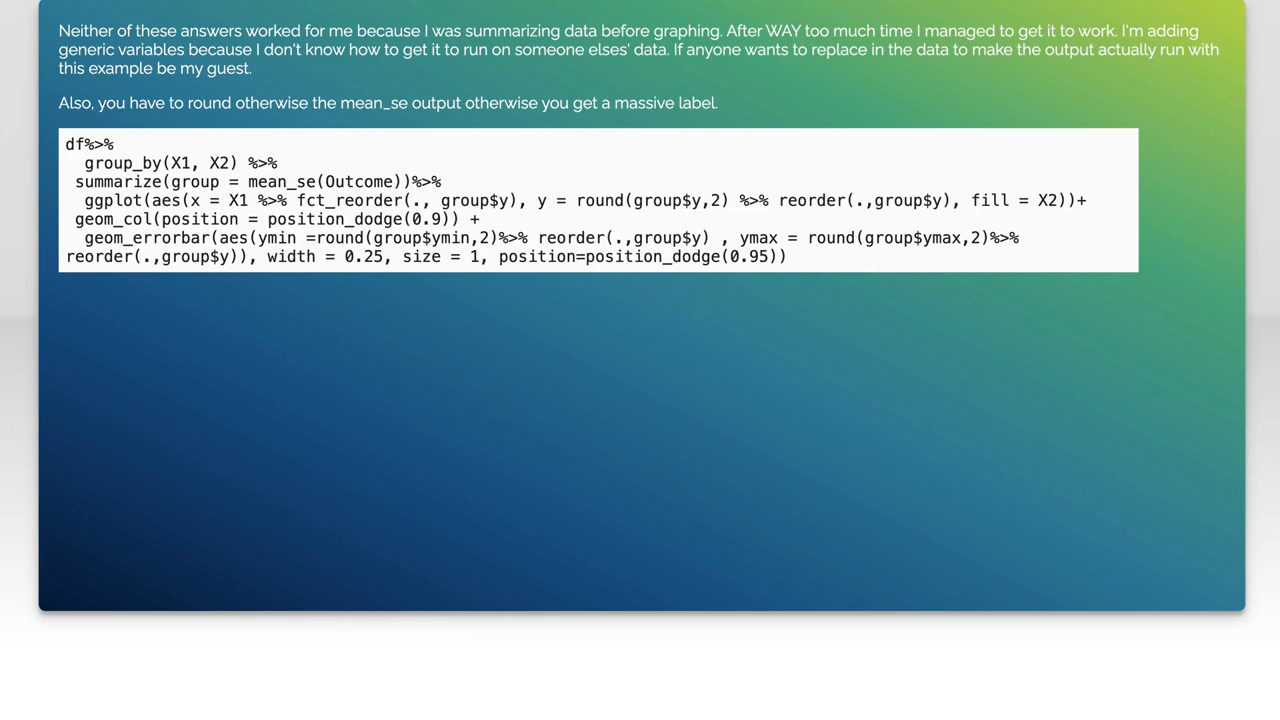 Neither of these answers worked for me because I was summarizing data before graphing. After WAY too much time I managed to get it to work. I'm adding
generic variables because I don't know how to get it to run on someone elses' data. If anyone wants to replace in the data to make the output actually run with
this example be my guest.
Also, you have to round otherwise the mean_se output otherwise you get a massive label.
df%>%
  group_by(X1, X2) %>%
 summarize(group = mean_se(Outcome))%>%
  ggplot(aes(x = X1 %>% fct_reorder(., group$y), y = round(group$y,2) %>% reorder(.,group$y), fill = X2))+
 geom_col(position = position_dodge(0.9)) +
  geom_errorbar(aes(ymin =round(group$ymin,2)%>% reorder(.,group$y) , ymax = round(group$ymax,2)%>%
reorder(.,group$y)), width = 0.25, size = 1, position=position_dodge(0.95))